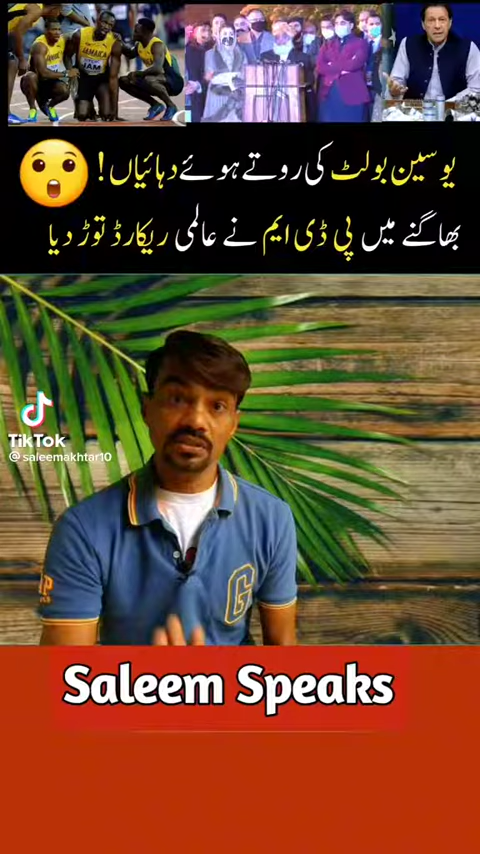 JAMAICA
یوسین بولٹ کی روتے ہوئے دہائیاں!
بھاگنے میں پی ڈی ایم نے عالمی ریکارڈ توڑ دیا
TikTok
@saleemakhtar10
G
Saleem Speaks